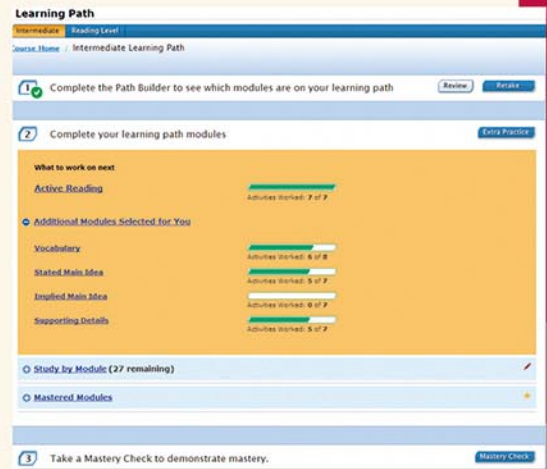 Learning Path
Intermediate Reading Level
Course Home / Intermediate Learning Path
1 Complete the Path Builder to see which modules are on your learning path Review Retake
2 Complete your learning path modules Extra Practice
What to work on next
Active Reading
Activities Worked: 7 of 7
Additional Modules Selected for You
Vocabulary
Activities Worked: 6 of 8
Stated Main Idea
Activities Worked: 5 of 7
Implied Main Idea
Activities Worked: 0 of 7
Supporting Details
Activities Worked: 5 of 7
Study by Module (27 remaining)
Mastered Modules
3 Take a Mastery Check to demonstrate mastery. Mastery Check